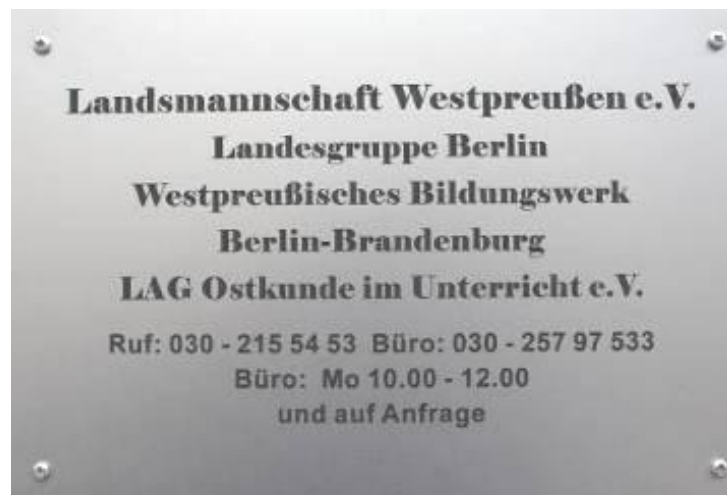 Landsmannschaft Westpreußen e.V.
Landesgruppe Berlin
Westpreußisches Bildungswerk
Berlin-Brandenburg
LAG Ostkunde im Unterricht e.V.
Ruf: 030 - 215 54 53 Büro: 030 - 257 97 533
Büro: Mo 10.00 - 12.00
und auf Anfrage